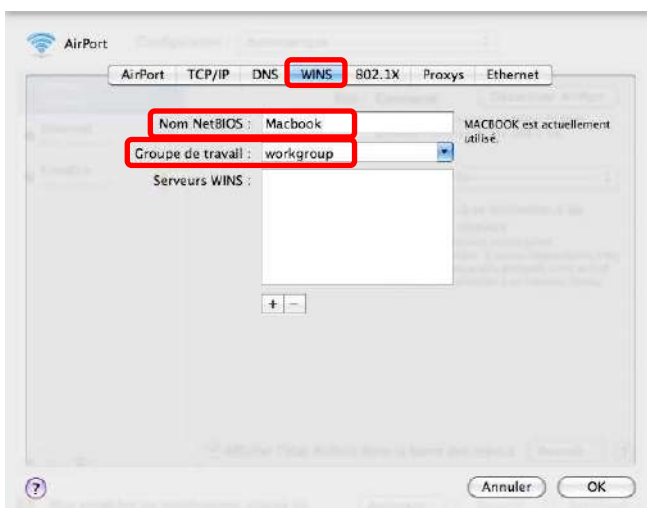 AirPort
AirPort TCP/IP DNS WINS 802.1X Proxys Ethernet
Nom NetBIOS : Macbook
MACBOOK est actuellement
utilisé.
Groupe de travail : workgroup
Serveurs WINS :
+ −
? Annuler OK